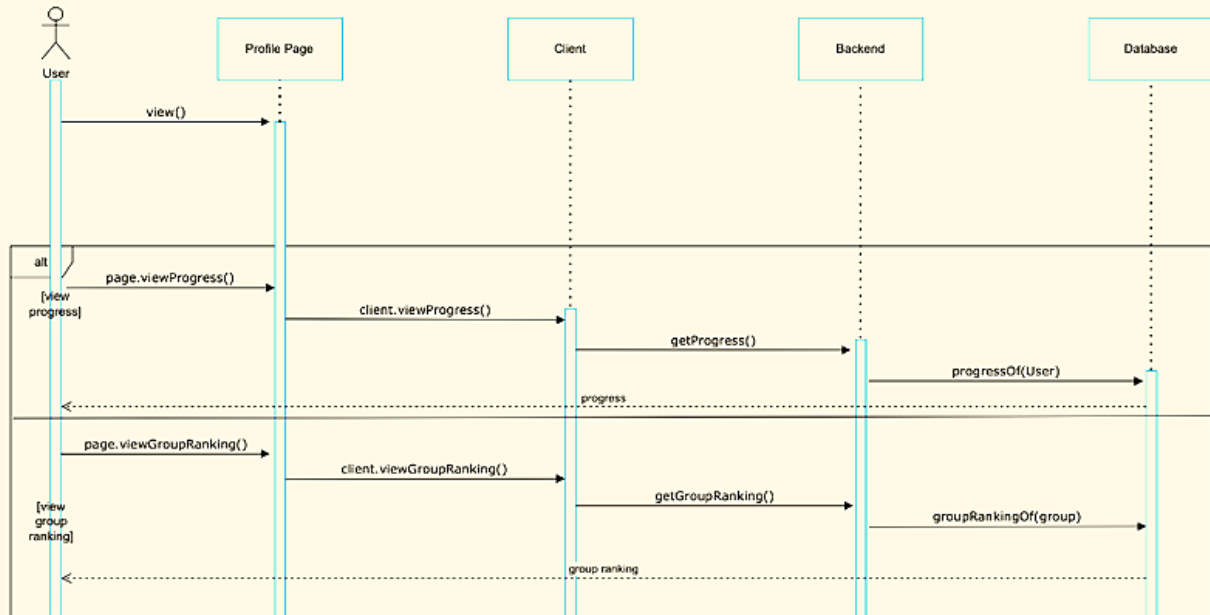 User
Profile Page
Client
Backend
Database
view()
alt
page.viewProgress()
[view
progress]
client.viewProgress()
getProgress()
progressOf(User)
progress
page.viewGroupRanking()
client.viewGroupRanking()
getGroupRanking()
[view
group
ranking]
groupRankingOf(group)
group ranking